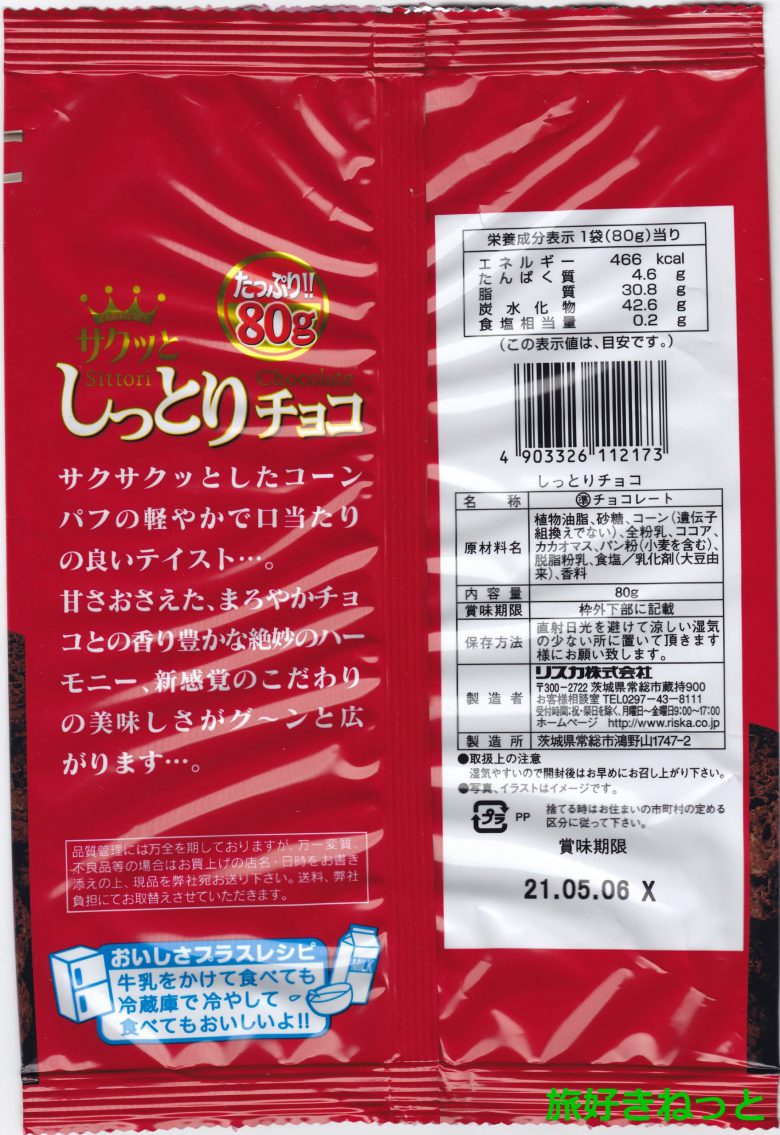 たっぷり!!
80g
サクッと
Sittori
Chocolate
しっとりチョコ
サクサクッとしたコーン
パフの軽やかで口当たり
の良いテイスト…。
甘さおさえた、まろやかチョ
コとの香り豊かな絶妙のハー
モニー、新感覚のこだわり
の美味しさがグ〜ンと広
がります…。
品質管理には万全を期しておりますが、万一変質、
不良品等の場合はお買上げの店名・日時をお書き
添えの上、現品を弊社宛お送り下さい。送料、弊社
負担にてお取替えさせていただきます。
おいしさプラスレシピ
牛乳をかけて食べても
冷蔵庫で冷やして
食べてもおいしいよ!!
MILK
栄養成分表示 1袋(80g)当り
エネルギー 466 kcal
たんぱく質 4.6 g
脂質 30.8 g
炭水化物 42.6 g
食塩相当量 0.2 g
(この表示値は、目安です。)
4 903326 112173
しっとりチョコ
名称 準チョコレート
原材料名 植物油脂、砂糖、コーン(遺伝子
組換えでない)、全粉乳、ココア、
カカオマス、パン粉(小麦を含む)、
脱脂粉乳、食塩/乳化剤(大豆由
来)、香料
内容量 80g
賞味期限 枠外下部に記載
保存方法 直射日光を避けて涼しい湿気
の少ない所に置いて頂きます
様にお願い致します。
製造者 リスカ株式会社
〒300-2722 茨城県常総市蔵持900
お客様相談室 TEL0297-43-8111
受付時間:祝・祭日を除く、月曜日〜金曜日9:00〜17:00
ホームページ http://www.riska.co.jp
製造所 茨城県常総市鴻野山1747-2
●取扱上の注意
湿気やすいので開封後はお早めにお召し上がり下さい。
●写真、イラストはイメージです。
プラ PP 捨てる時はお住まいの市町村の定める
区分に従って下さい。
賞味期限
21.05.06 X
旅好きねっと